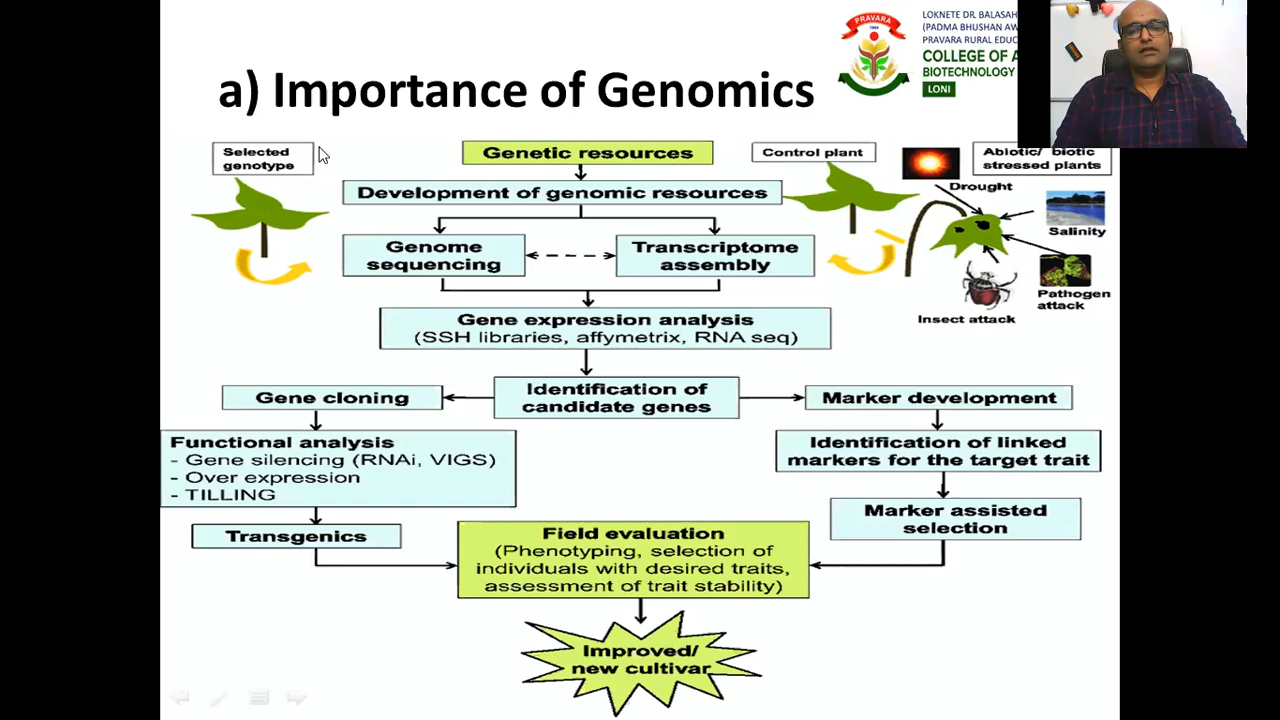 a) Importance of Genomics
PRAVARA
LOKNETE DR. BALASAH
(PADMA BHUSHAN AW
PRAVARA RURAL EDUC
COLLEGE OF A
BIOTECHNOLOGY
LONI
Selected
genotype
Genetic resources
Control plant
Abiotic/ biotic
stressed plants
Development of genomic resources
Drought
Salinity
Genome
sequencing
Transcriptome
assembly
Pathogen
attack
Insect attack
Gene expression analysis
(SSH libraries, affymetrix, RNA seq)
Gene cloning
Identification of
candidate genes
Marker development
Functional analysis
- Gene silencing (RNAi, VIGS)
- Over expression
- TILLING
Identification of linked
markers for the target trait
Transgenics
Marker assisted
selection
Field evaluation
(Phenotyping, selection of
individuals with desired traits,
assessment of trait stability)
Improved/
new cultivar